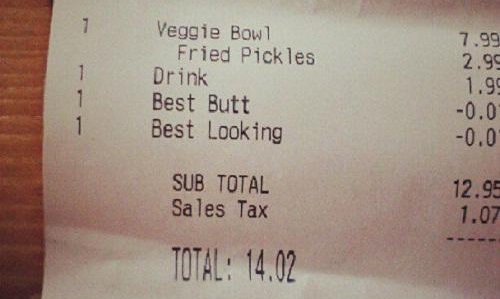 1 Veggie Bowl 7.99
Fried Pickles 2.99
1 Drink 1.99
1 Best Butt -0.0
1 Best Looking -0.0
SUB TOTAL 12.95
Sales Tax 1.07
------
TOTAL: 14.02